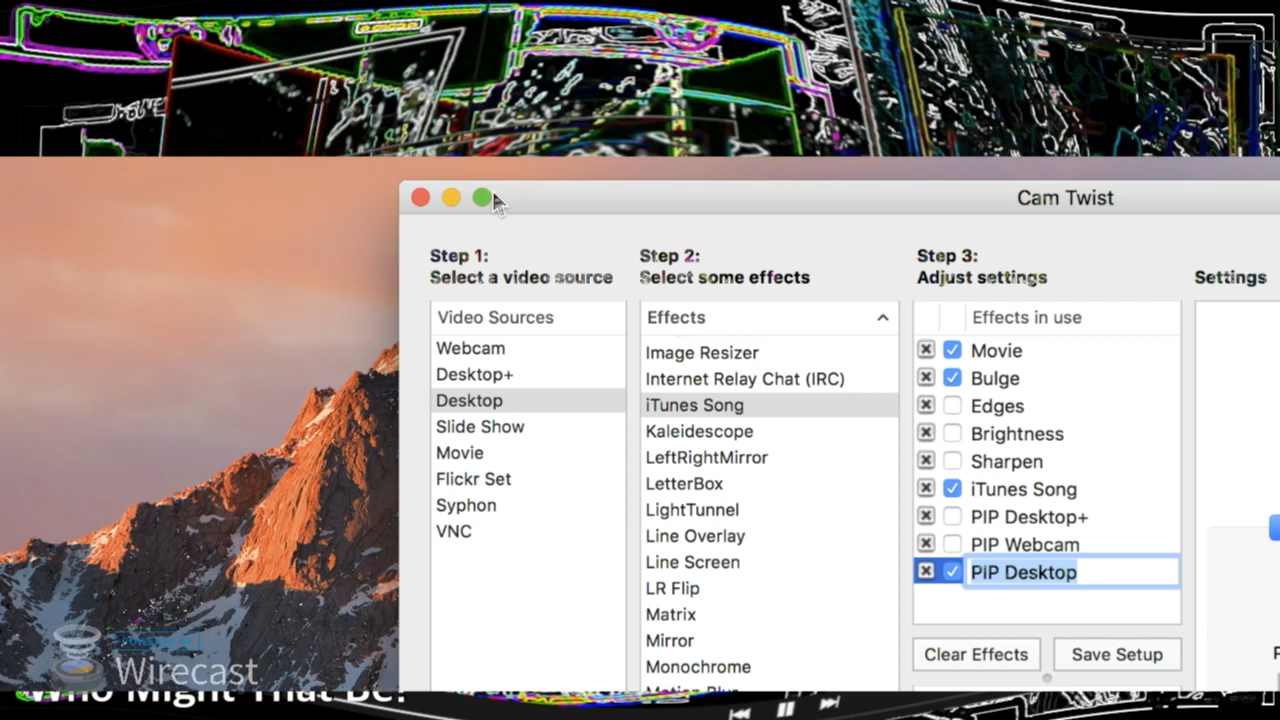 Cam Twist
Step 1:
Select a video source
Step 2:
Select some effects
Step 3:
Adjust settings
Settings
Video Sources
Webcam
Desktop+
Desktop
Slide Show
Movie
Flickr Set
Syphon
VNC
Effects
Image Resizer
Internet Relay Chat (IRC)
iTunes Song
Kaleidescope
LeftRightMirror
LetterBox
LightTunnel
Line Overlay
Line Screen
LR Flip
Matrix
Mirror
Monochrome
Motion Blur
Effects in use
Movie
Bulge
Edges
Brightness
Sharpen
iTunes Song
PIP Desktop+
PIP Webcam
PIP Desktop
Clear Effects
Save Setup
POWERED BY
Wirecast
Who Might That Be?